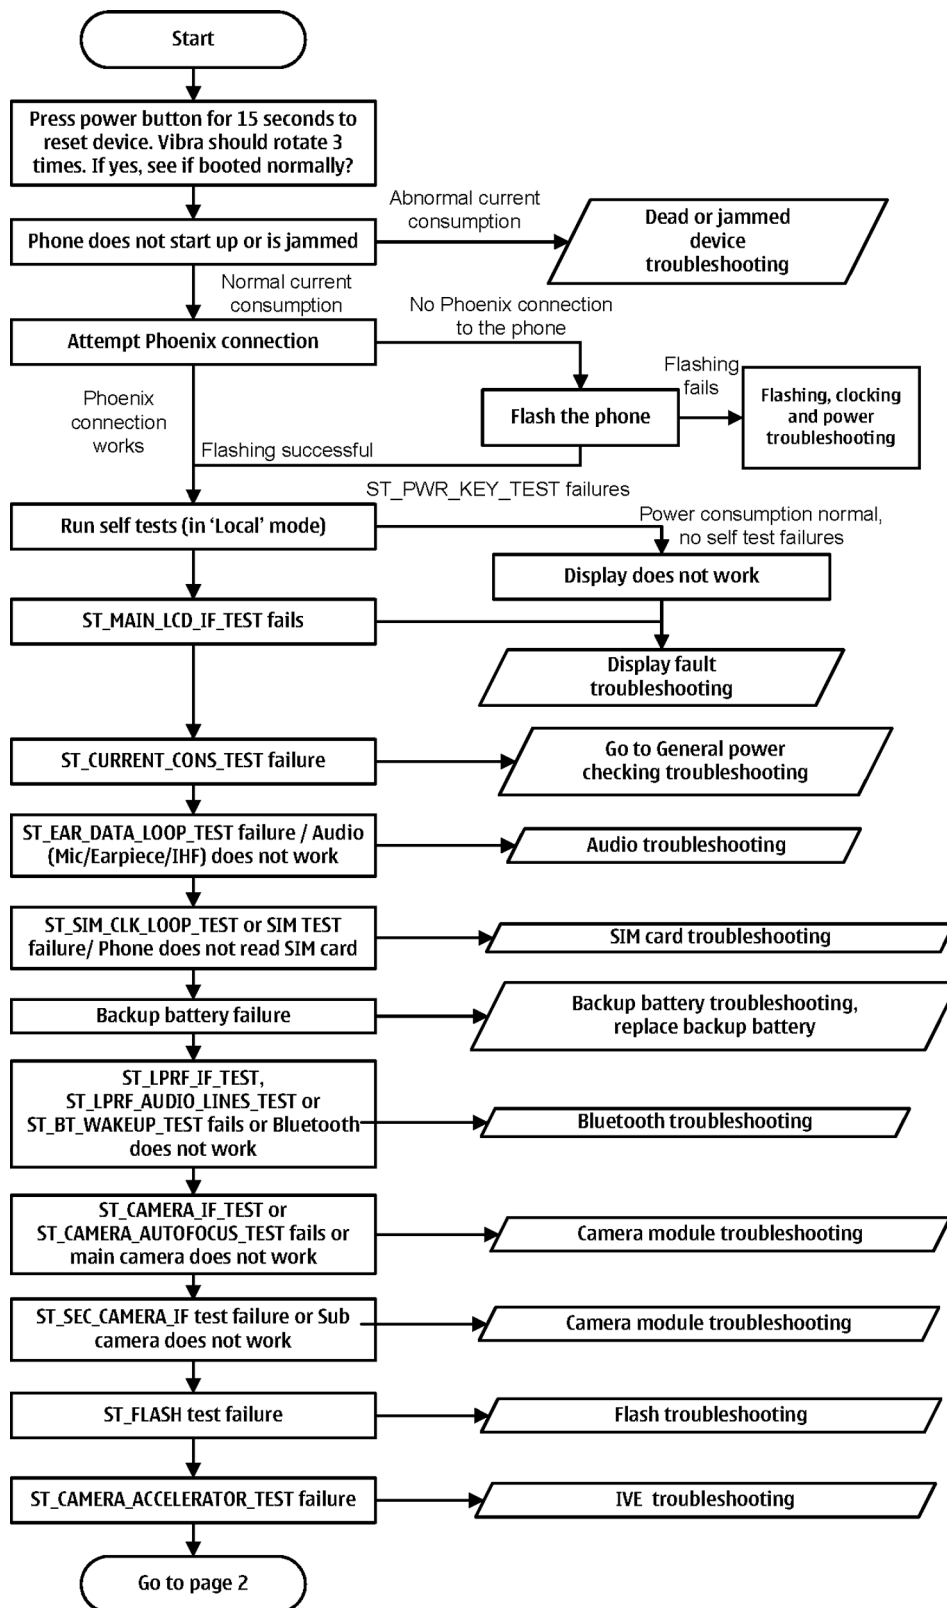 Start
Press power button for 15 seconds to
reset device. Vibra should rotate 3
times. If yes, see if booted normally?
Abnormal current
consumption
Phone does not start up or is jammed
Dead or jammed
device
troubleshooting
Normal current
consumption
No Phoenix connection
to the phone
Attempt Phoenix connection
Phoenix
connection
works
Flashing
fails
Flash the phone
Flashing, clocking
and power
troubleshooting
Flashing successful
ST_PWR_KEY_TEST failures
Run self tests (in ‘Local’ mode)
Power consumption normal,
no self test failures
Display does not work
ST_MAIN_LCD_IF_TEST fails
Display fault
troubleshooting
ST_CURRENT_CONS_TEST failure
Go to General power
checking troubleshooting
ST_EAR_DATA_LOOP_TEST failure / Audio
(Mic/Earpiece/IHF) does not work
Audio troubleshooting
ST_SIM_CLK_LOOP_TEST or SIM TEST
failure/ Phone does not read SIM card
SIM card troubleshooting
Backup battery failure
Backup battery troubleshooting,
replace backup battery
ST_LPRF_IF_TEST,
ST_LPRF_AUDIO_LINES_TEST or
ST_BT_WAKEUP_TEST fails or Bluetooth
does not work
Bluetooth troubleshooting
ST_CAMERA_IF_TEST or
ST_CAMERA_AUTOFOCUS_TEST fails or
main camera does not work
Camera module troubleshooting
ST_SEC_CAMERA_IF test failure or Sub
camera does not work
Camera module troubleshooting
ST_FLASH test failure
Flash troubleshooting
ST_CAMERA_ACCELERATOR_TEST failure
IVE troubleshooting
Go to page 2